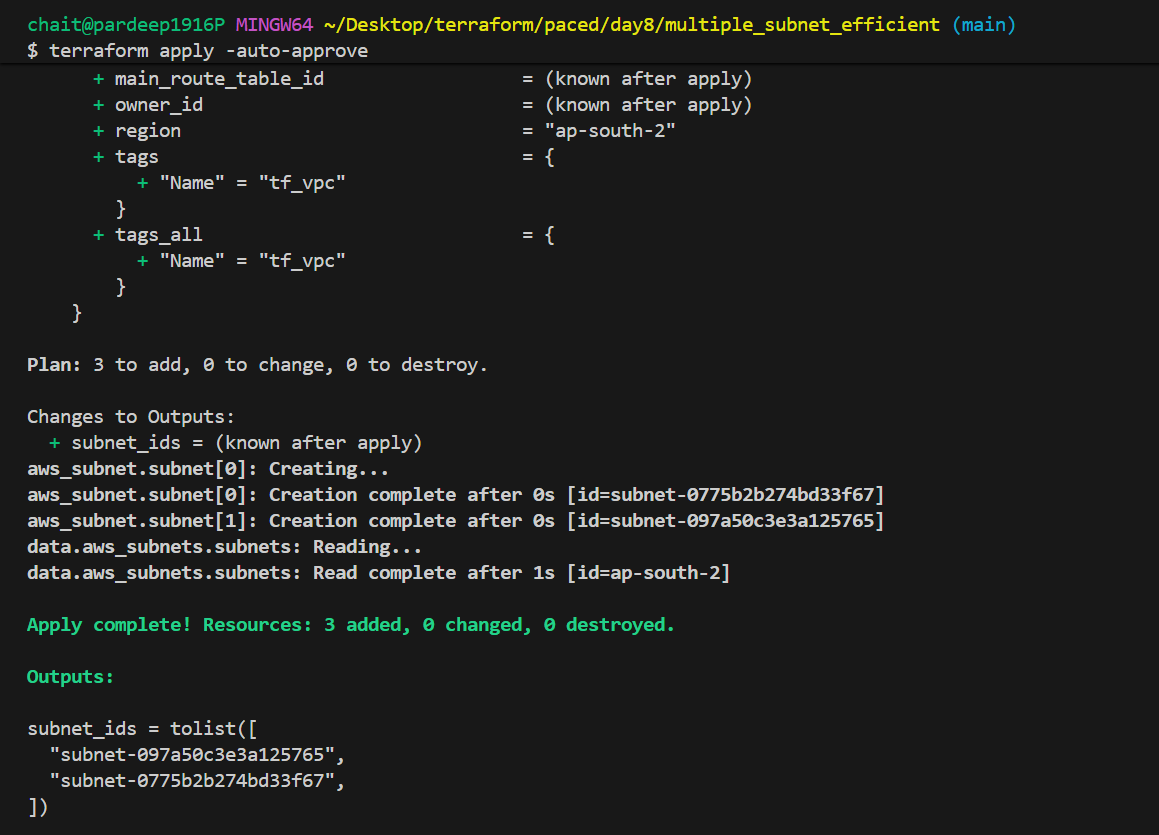 chait@pardeep1916P MINGW64 ~/Desktop/terraform/paced/day8/multiple_subnet_efficient (main)
$ terraform apply -auto-approve
+ main_route_table_id = (known after apply)
+ owner_id = (known after apply)
+ region = "ap-south-2"
+ tags = {
+ "Name" = "tf_vpc"
}
+ tags_all = {
+ "Name" = "tf_vpc"
}
}
Plan: 3 to add, 0 to change, 0 to destroy.
Changes to Outputs:
+ subnet_ids = (known after apply)
aws_subnet.subnet[0]: Creating...
aws_subnet.subnet[0]: Creation complete after 0s [id=subnet-0775b2b274bd33f67]
aws_subnet.subnet[1]: Creation complete after 0s [id=subnet-097a50c3e3a125765]
data.aws_subnets.subnets: Reading...
data.aws_subnets.subnets: Read complete after 1s [id=ap-south-2]
Apply complete! Resources: 3 added, 0 changed, 0 destroyed.
Outputs:
subnet_ids = tolist([
"subnet-097a50c3e3a125765",
"subnet-0775b2b274bd33f67",
])